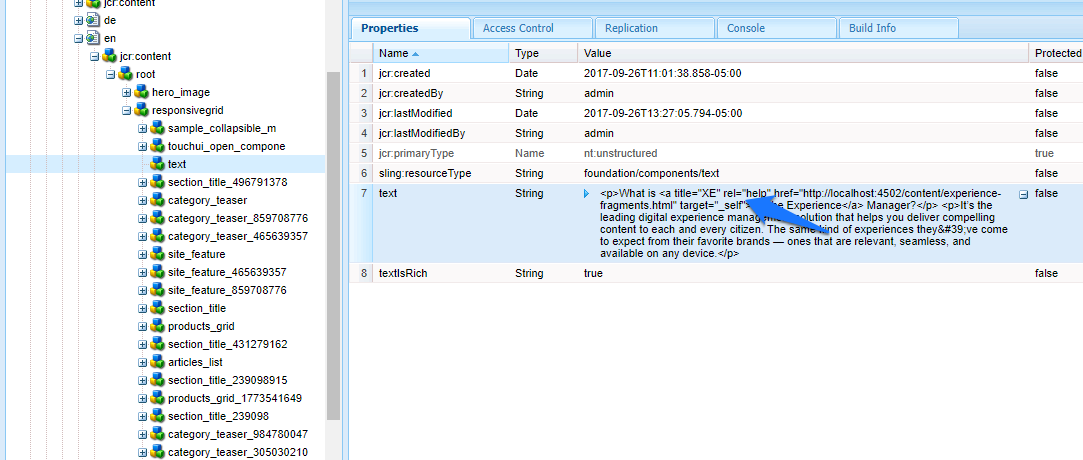 jcr:content
de
en
jcr:content
root
hero_image
responsivegrid
sample_collapsible_m
touchui_open_compone
text
section_title_496791378
category_teaser
category_teaser_859708776
category_teaser_465639357
site_feature
site_feature_465639357
site_feature_859708776
section_title
products_grid
section_title_431279162
articles_list
section_title_239098915
products_grid_1773541649
section_title_239098
category_teaser_984780047
category_teaser_305030210
Properties Access Control Replication Console Build Info
Name Type Value Protected
1 jcr:created Date 2017-09-26T11:01:38.858-05:00 false
2 jcr:createdBy String admin false
3 jcr:lastModified Date 2017-09-26T13:27:05.794-05:00 false
4 jcr:lastModifiedBy String admin false
5 jcr:primaryType Name nt:unstructured true
6 sling:resourceType String foundation/components/text false
7 text String <p>What is <a title="XE" rel="help" href="http://localhost:4502/content/experience- false
fragments.html" target="_self"> Experience</a> Manager?</p> <p>It's the
leading digital experience solution that helps you deliver compelling
content to each and every citizen. The same kind of experiences they&#39;ve come
to expect from their favorite brands — ones that are relevant, seamless, and
available on any device.</p>
8 textIsRich String true false